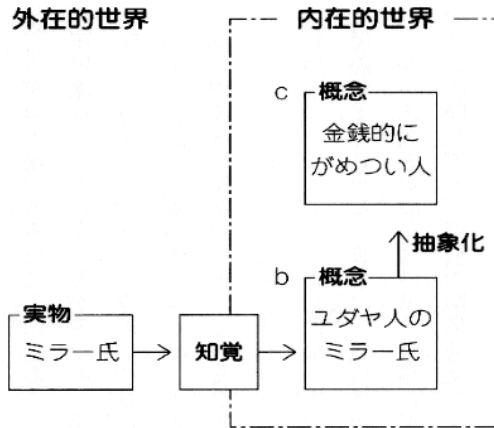 外在的世界
内在的世界
c
概念
金銭的に
がめつい人
抽象化
b
概念
ユダヤ人の
ミラー氏
実物
ミラー氏
知覚